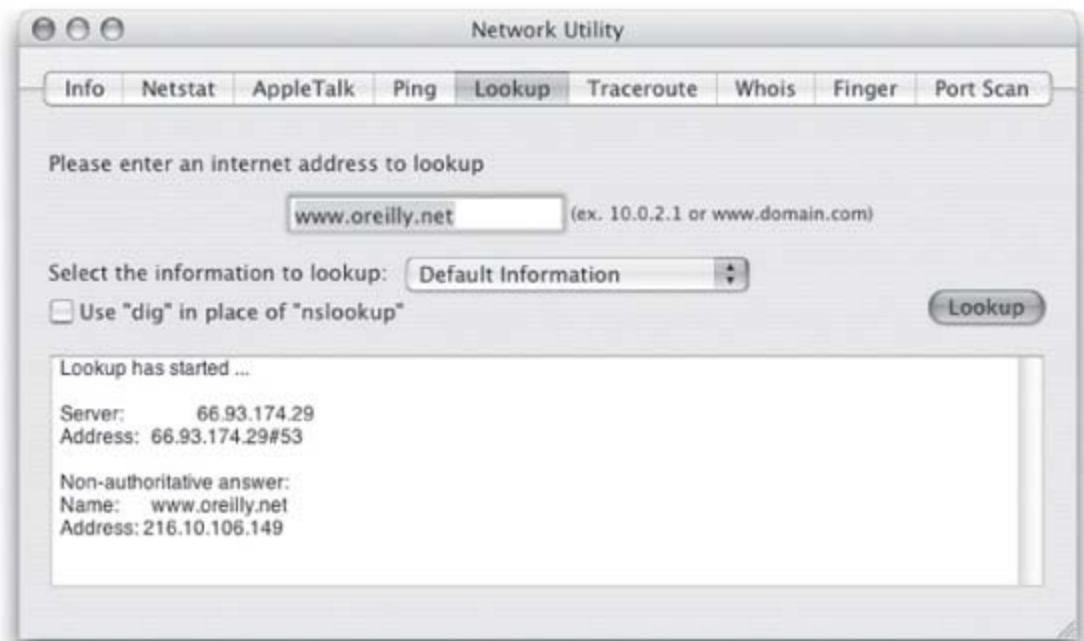 Network Utility
Info Netstat AppleTalk Ping Lookup Traceroute Whois Finger Port Scan
Please enter an internet address to lookup
www.oreilly.net (ex. 10.0.2.1 or www.domain.com)
Select the information to lookup: Default Information
Use "dig" in place of "nslookup"
Lookup
Lookup has started ...
Server: 66.93.174.29
Address: 66.93.174.29#53
Non-authoritative answer:
Name: www.oreilly.net
Address: 216.10.106.149